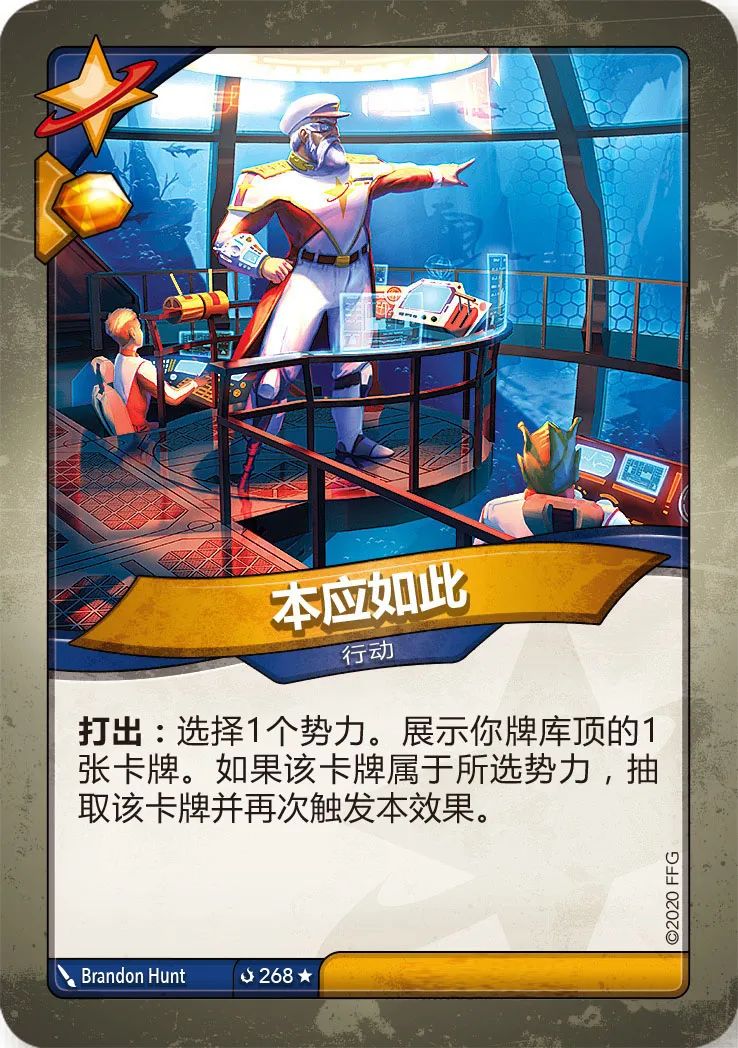 本应如此
行动
打出：选择1个势力。展示你牌库顶的1
张卡牌。如果该卡牌属于所选势力，抽
取该卡牌并再次触发本效果。
©2020 FFG
Brandon Hunt
268